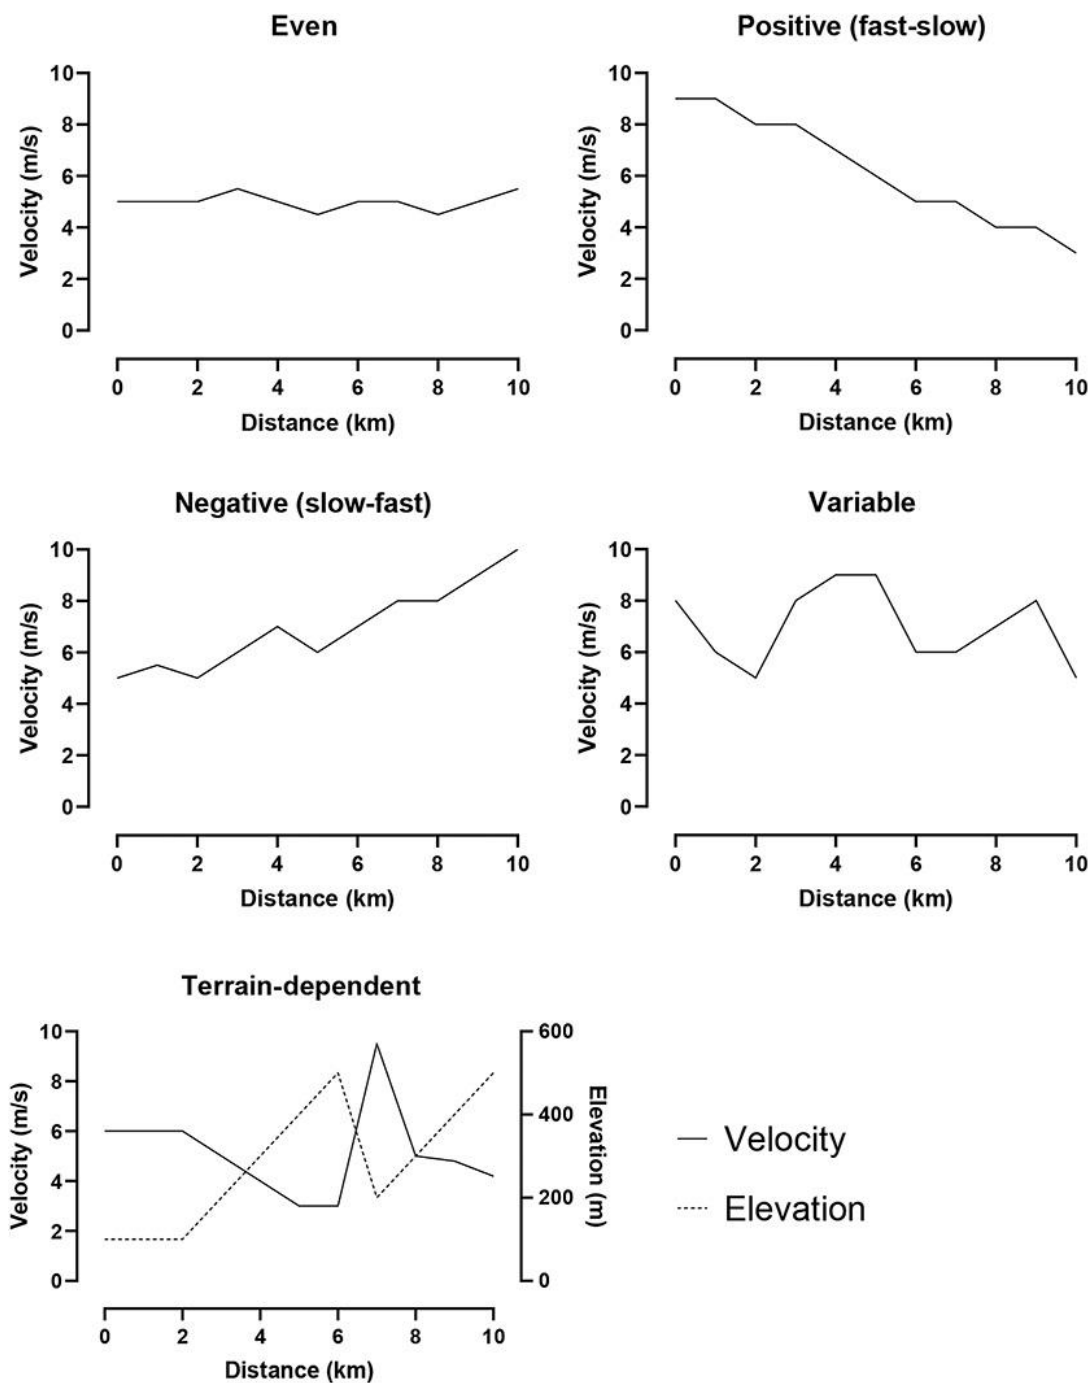 Even
10
8
6
4
2
0
Velocity (m/s)
0 2 4 6 8 10
Distance (km)
Positive (fast-slow)
10
8
6
4
2
0
Velocity (m/s)
0 2 4 6 8 10
Distance (km)
Negative (slow-fast)
10
8
6
4
2
0
Velocity (m/s)
0 2 4 6 8 10
Distance (km)
Variable
10
8
6
4
2
0
Velocity (m/s)
0 2 4 6 8 10
Distance (km)
Terrain-dependent
10
8
6
4
2
0
Velocity (m/s)
600
400
200
0
Elevation (m)
0 2 4 6 8 10
Distance (km)
Velocity
Elevation